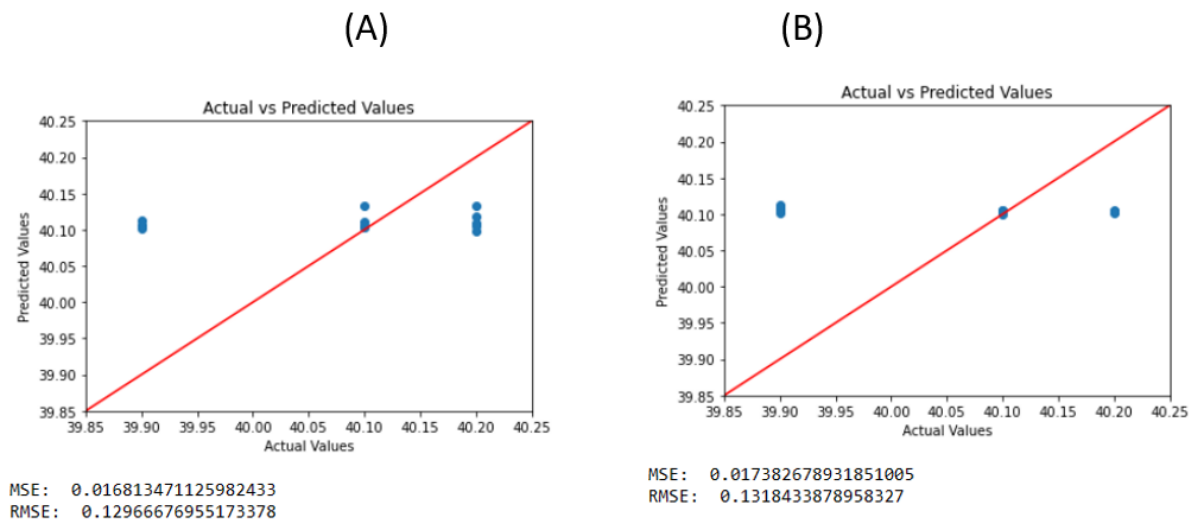 (A)
Actual vs Predicted Values
40.25
40.20
40.15
40.10
40.05
40.00
39.95
39.90
39.85
Predicted Values
39.85 39.90 39.95 40.00 40.05 40.10 40.15 40.20 40.25
Actual Values
MSE: 0.016813471125982433
RMSE: 0.12966676955173378
(B)
Actual vs Predicted Values
40.25
40.20
40.15
40.10
40.05
40.00
39.95
39.90
39.85
Predicted Values
39.85 39.90 39.95 40.00 40.05 40.10 40.15 40.20 40.25
Actual Values
MSE: 0.017382678931851005
RMSE: 0.1318433878958327